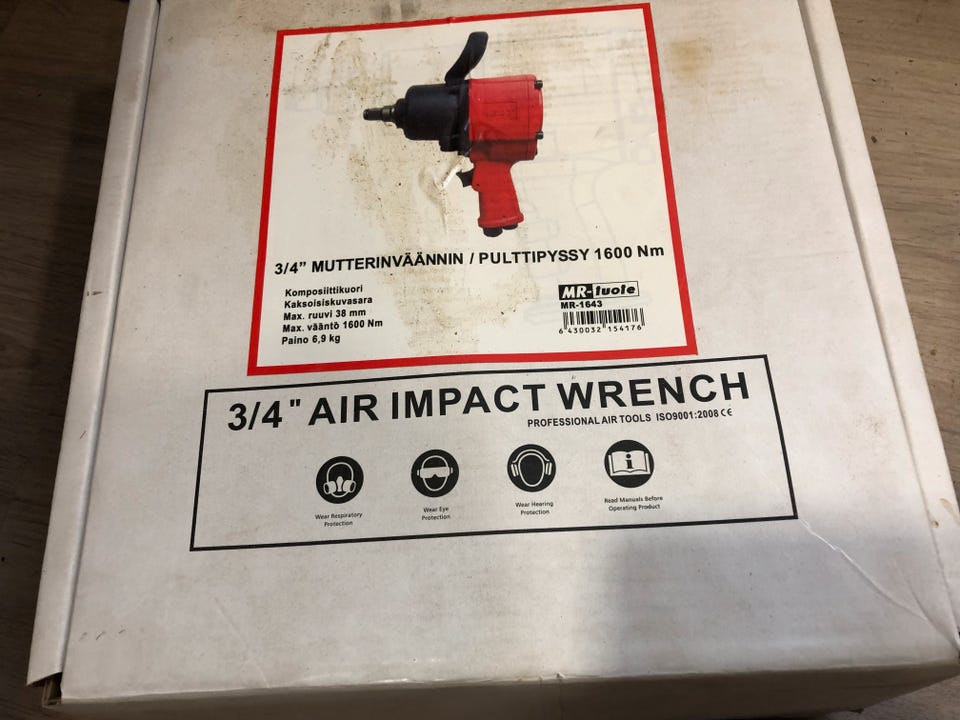 3/4” MUTTERINVÄÄNNIN / PULTTIPYSSY 1600 Nm
Komposiittikuori
Kaksoisiskuvasara
Max. ruuvi 38 mm
Max. vääntö 1600 Nm
Paino 6,9 kg
MR-tuote
MR-1643
6 430032 154176
3/4" AIR IMPACT WRENCH
PROFESSIONAL AIR TOOLS ISO9001:2008 CE
Wear Respiratory
Protection
Wear Eye
Protection
Wear Hearing
Protection
Read Manuals Before
Operating Product